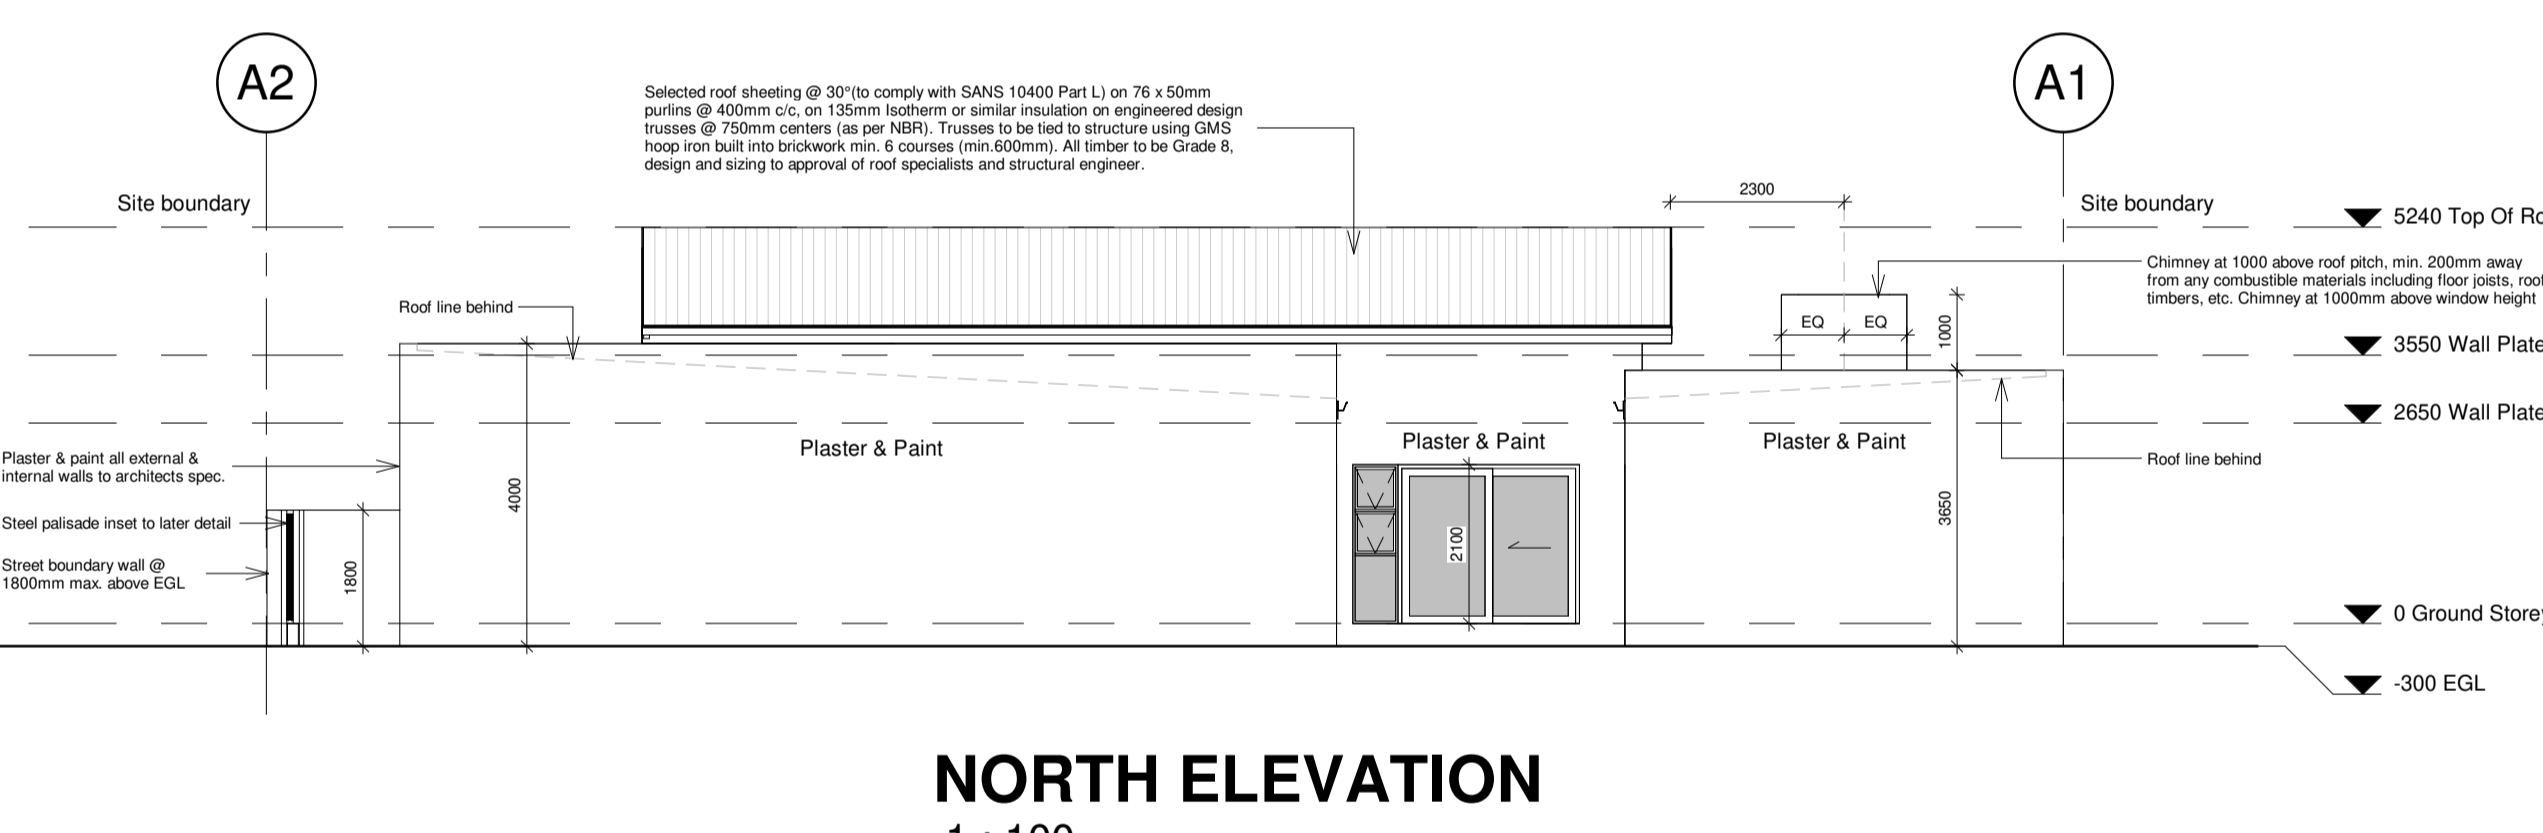 A2
A1
Selected roof sheeting @ 30°(to comply with SANS 10400 Part L) on 76 x 50mm
purlins @ 400mm c/c, on 135mm Isotherm or similar insulation on engineered design
trusses @ 750mm centers (as per NBR). Trusses to be tied to structure using GMS
hoop iron built into brickwork min. 6 courses (min.600mm). All timber to be Grade 8,
design and sizing to approval of roof specialists and structural engineer.
Site boundary
2300
Site boundary
5240 Top Of
Chimney at 1000 above roof pitch, min. 200mm away
from any combustible materials including floor joists, roof
timbers, etc. Chimney at 1000mm above window height
Roof line behind
EQ
EQ
1000
3550 Wall Plate
2650 Wall Plate
Plaster & Paint
Plaster & Paint
Plaster & Paint
Plaster & paint all external &
internal walls to architects spec.
Roof line behind
4000
3650
Steel palisade inset to later detail
2100
Street boundary wall @
1800mm max. above EGL
1800
0 Ground Storey
-300 EGL
NORTH ELEVATION
1 : 100